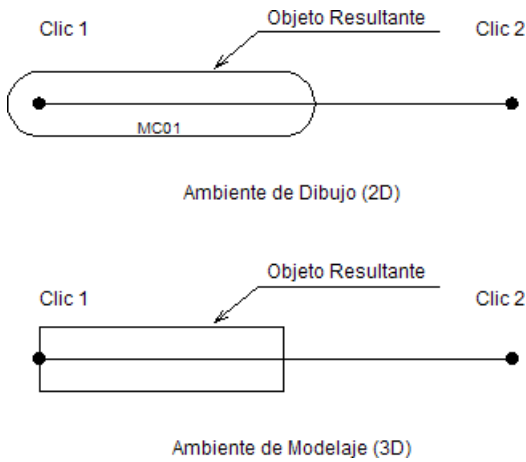 Clic 1
Objeto Resultante
Clic 2
MC01
Ambiente de Dibujo (2D)
Objeto Resultante
Clic 1
Clic 2
Ambiente de Modelaje (3D)